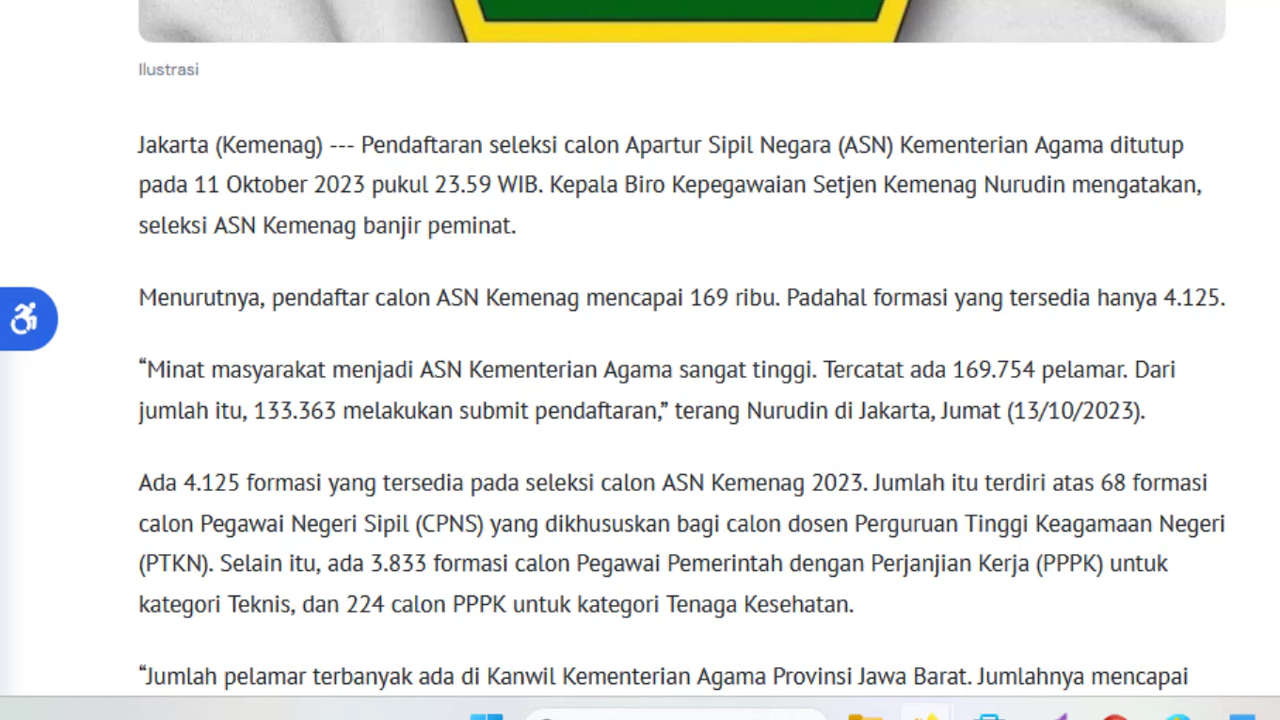 Ilustrasi
Jakarta (Kemenag) --- Pendaftaran seleksi calon Apartur Sipil Negara (ASN) Kementerian Agama ditutup
pada 11 Oktober 2023 pukul 23.59 WIB. Kepala Biro Kepegawaian Setjen Kemenag Nurudin mengatakan,
seleksi ASN Kemenag banjir peminat.
Menurutnya, pendaftar calon ASN Kemenag mencapai 169 ribu. Padahal formasi yang tersedia hanya 4.125.
“Minat masyarakat menjadi ASN Kementerian Agama sangat tinggi. Tercatat ada 169.754 pelamar. Dari
jumlah itu, 133.363 melakukan submit pendaftaran,” terang Nurudin di Jakarta, Jumat (13/10/2023).
Ada 4.125 formasi yang tersedia pada seleksi calon ASN Kemenag 2023. Jumlah itu terdiri atas 68 formasi
calon Pegawai Negeri Sipil (CPNS) yang dikhususkan bagi calon dosen Perguruan Tinggi Keagamaan Negeri
(PTKN). Selain itu, ada 3.833 formasi calon Pegawai Pemerintah dengan Perjanjian Kerja (PPPK) untuk
kategori Teknis, dan 224 calon PPPK untuk kategori Tenaga Kesehatan.
“Jumlah pelamar terbanyak ada di Kanwil Kementerian Agama Provinsi Jawa Barat. Jumlahnya mencapai